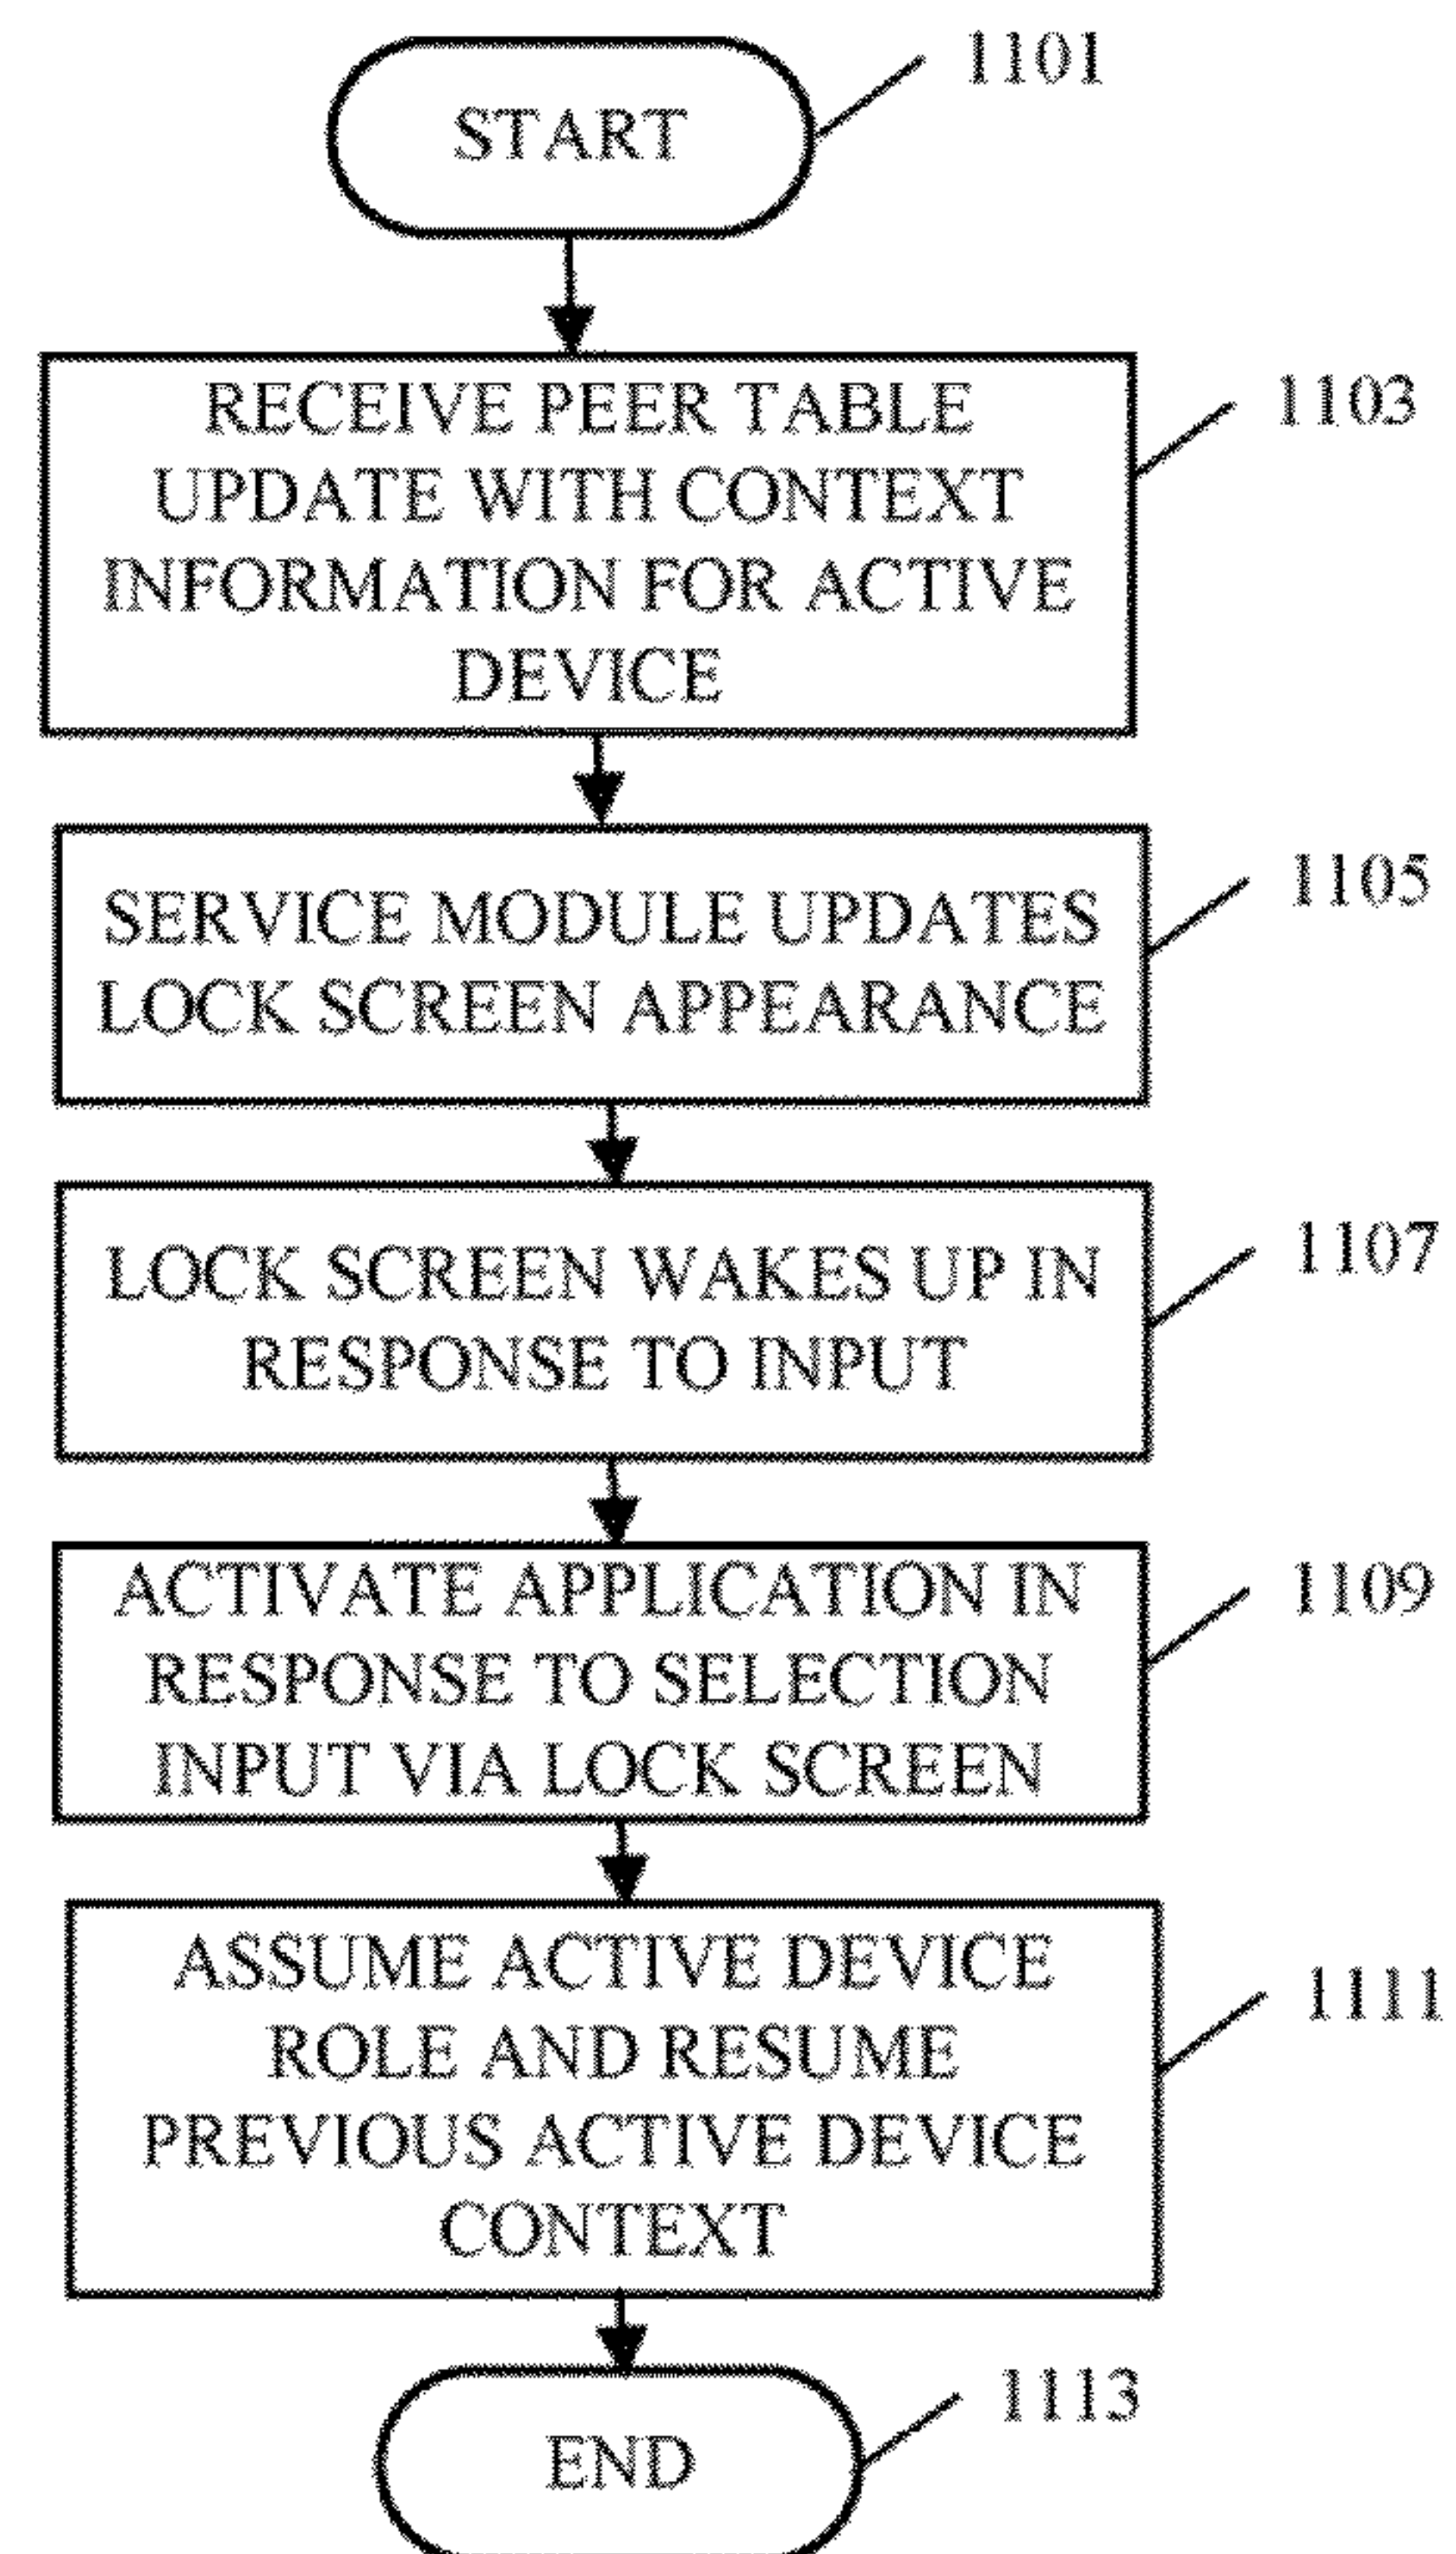 START
1101
RECEIVE PEER TABLE
UPDATE WITH CONTEXT
INFORMATION FOR ACTIVE
DEVICE
1103
SERVICE MODULE UPDATES
LOCK SCREEN APPEARANCE
1105
LOCK SCREEN WAKES UP IN
RESPONSE TO INPUT
1107
ACTIVATE APPLICATION IN
RESPONSE TO SELECTION
INPUT VIA LOCK SCREEN
1109
ASSUME ACTIVE DEVICE
ROLE AND RESUME
PREVIOUS ACTIVE DEVICE
CONTEXT
1111
END
1113